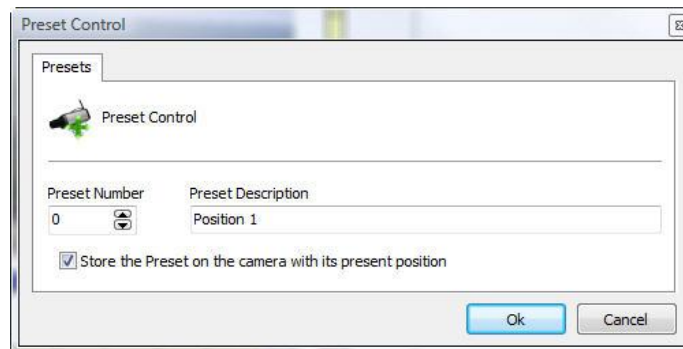 Preset Control
Presets
Preset Control
Preset Number Preset Description
0 Position 1
Store the Preset on the camera with its present position
Ok Cancel